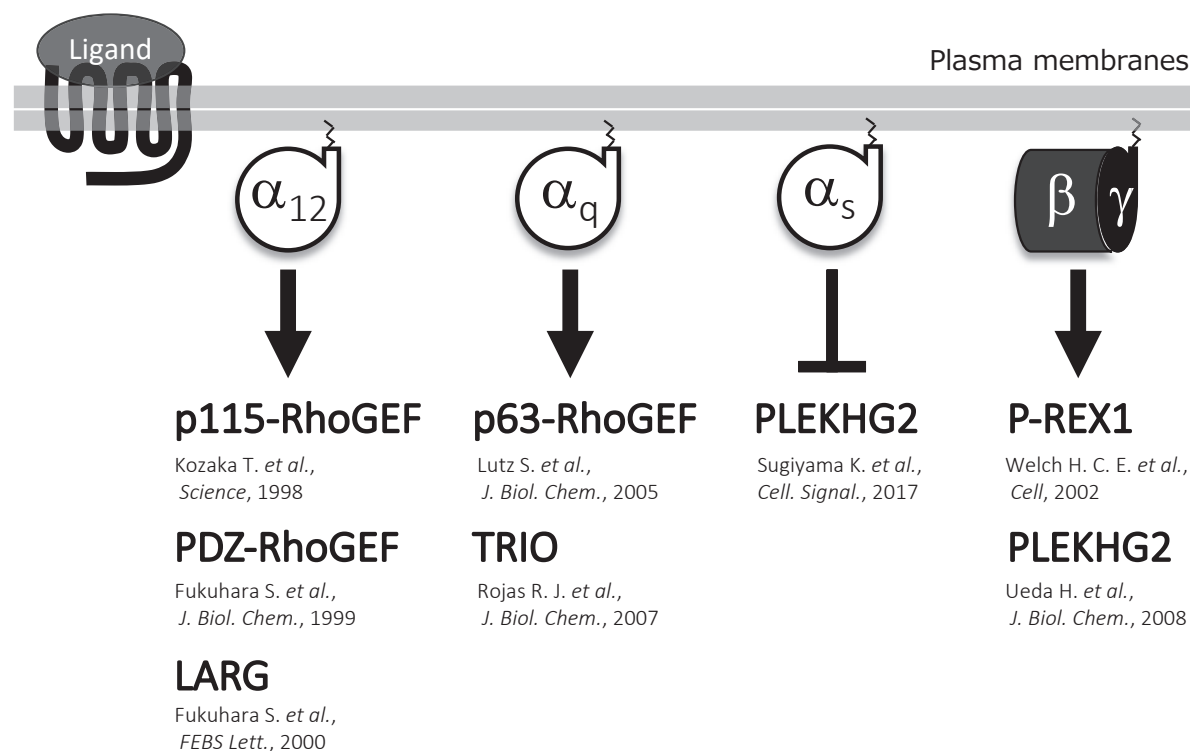 Ligand
Plasma membranes
α12
αq
αs
β γ
p115-RhoGEF
Kozaka T. et al.,
Science, 1998
PDZ-RhoGEF
Fukuhara S. et al.,
J. Biol. Chem., 1999
LARG
Fukuhara S. et al.,
FEBS Lett., 2000
p63-RhoGEF
Lutz S. et al.,
J. Biol. Chem., 2005
TRIO
Rojas R. J. et al.,
J. Biol. Chem., 2007
PLEKHG2
Sugiyama K. et al.,
Cell. Signal., 2017
P-REX1
Welch H. C. E. et al.,
Cell, 2002
PLEKHG2
Ueda H. et al.,
J. Biol. Chem., 2008